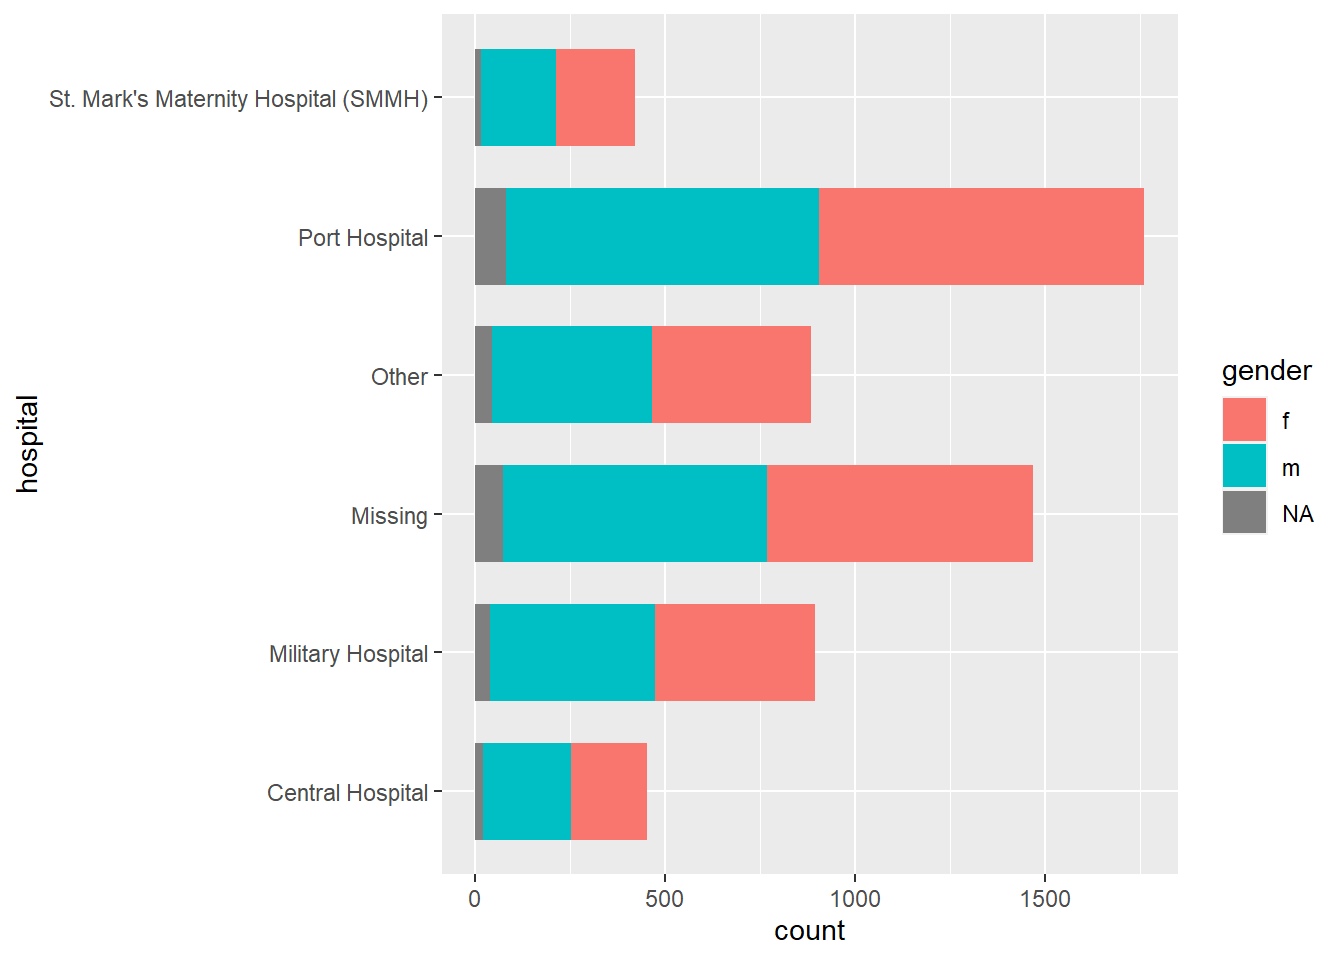 St. Mark's Maternity Hospital (SMMH)
Port Hospital
Other
Missing
Military Hospital
Central Hospital
hospital
0 500 1000 1500
count
gender
f
m
NA